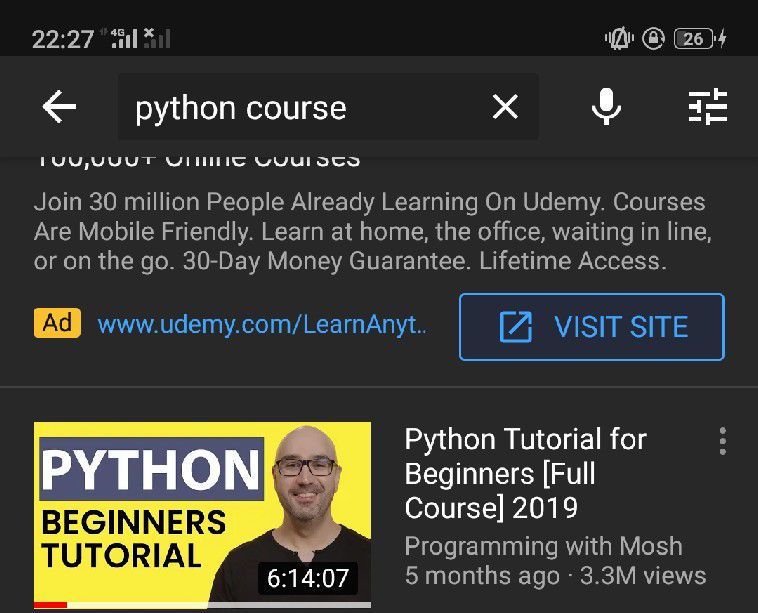 22:27 4G 26
python course
100,000+ Online Courses
Join 30 million People Already Learning On Udemy. Courses
Are Mobile Friendly. Learn at home, the office, waiting in line,
or on the go. 30-Day Money Guarantee. Lifetime Access.
Ad www.udemy.com/LearnAnyt.. VISIT SITE
PYTHON
BEGINNERS
TUTORIAL
6:14:07
Python Tutorial for
Beginners [Full
Course] 2019
Programming with Mosh
5 months ago · 3.3M views